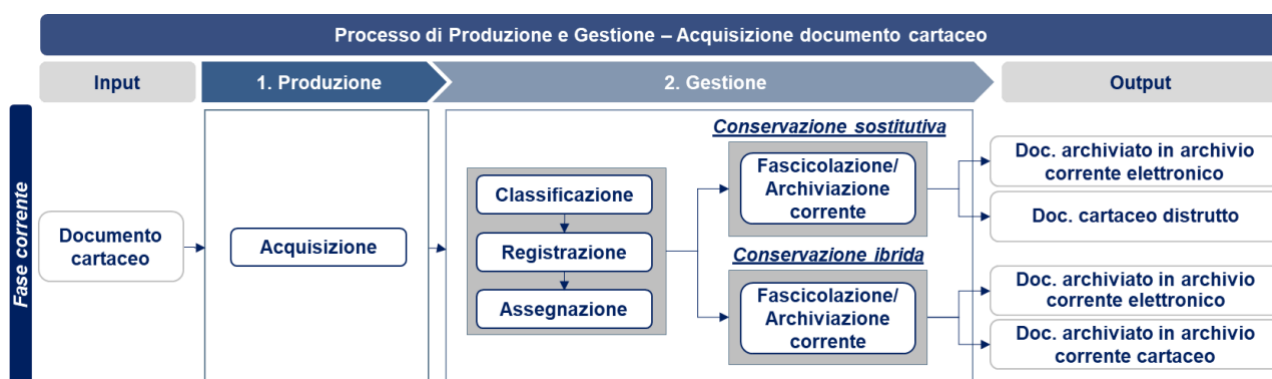 Processo di Produzione e Gestione – Acquisizione documento cartaceo
Input
1. Produzione
2. Gestione
Output
Fase corrente
Documento
cartaceo
Acquisizione
Classificazione
Registrazione
Assegnazione
Conservazione sostitutiva
Fascicolazione/
Archiviazione
corrente
Conservazione ibrida
Fascicolazione/
Archiviazione
corrente
Doc. archiviato in archivio
corrente elettronico
Doc. cartaceo distrutto
Doc. archiviato in archivio
corrente elettronico
Doc. archiviato in archivio
corrente cartaceo